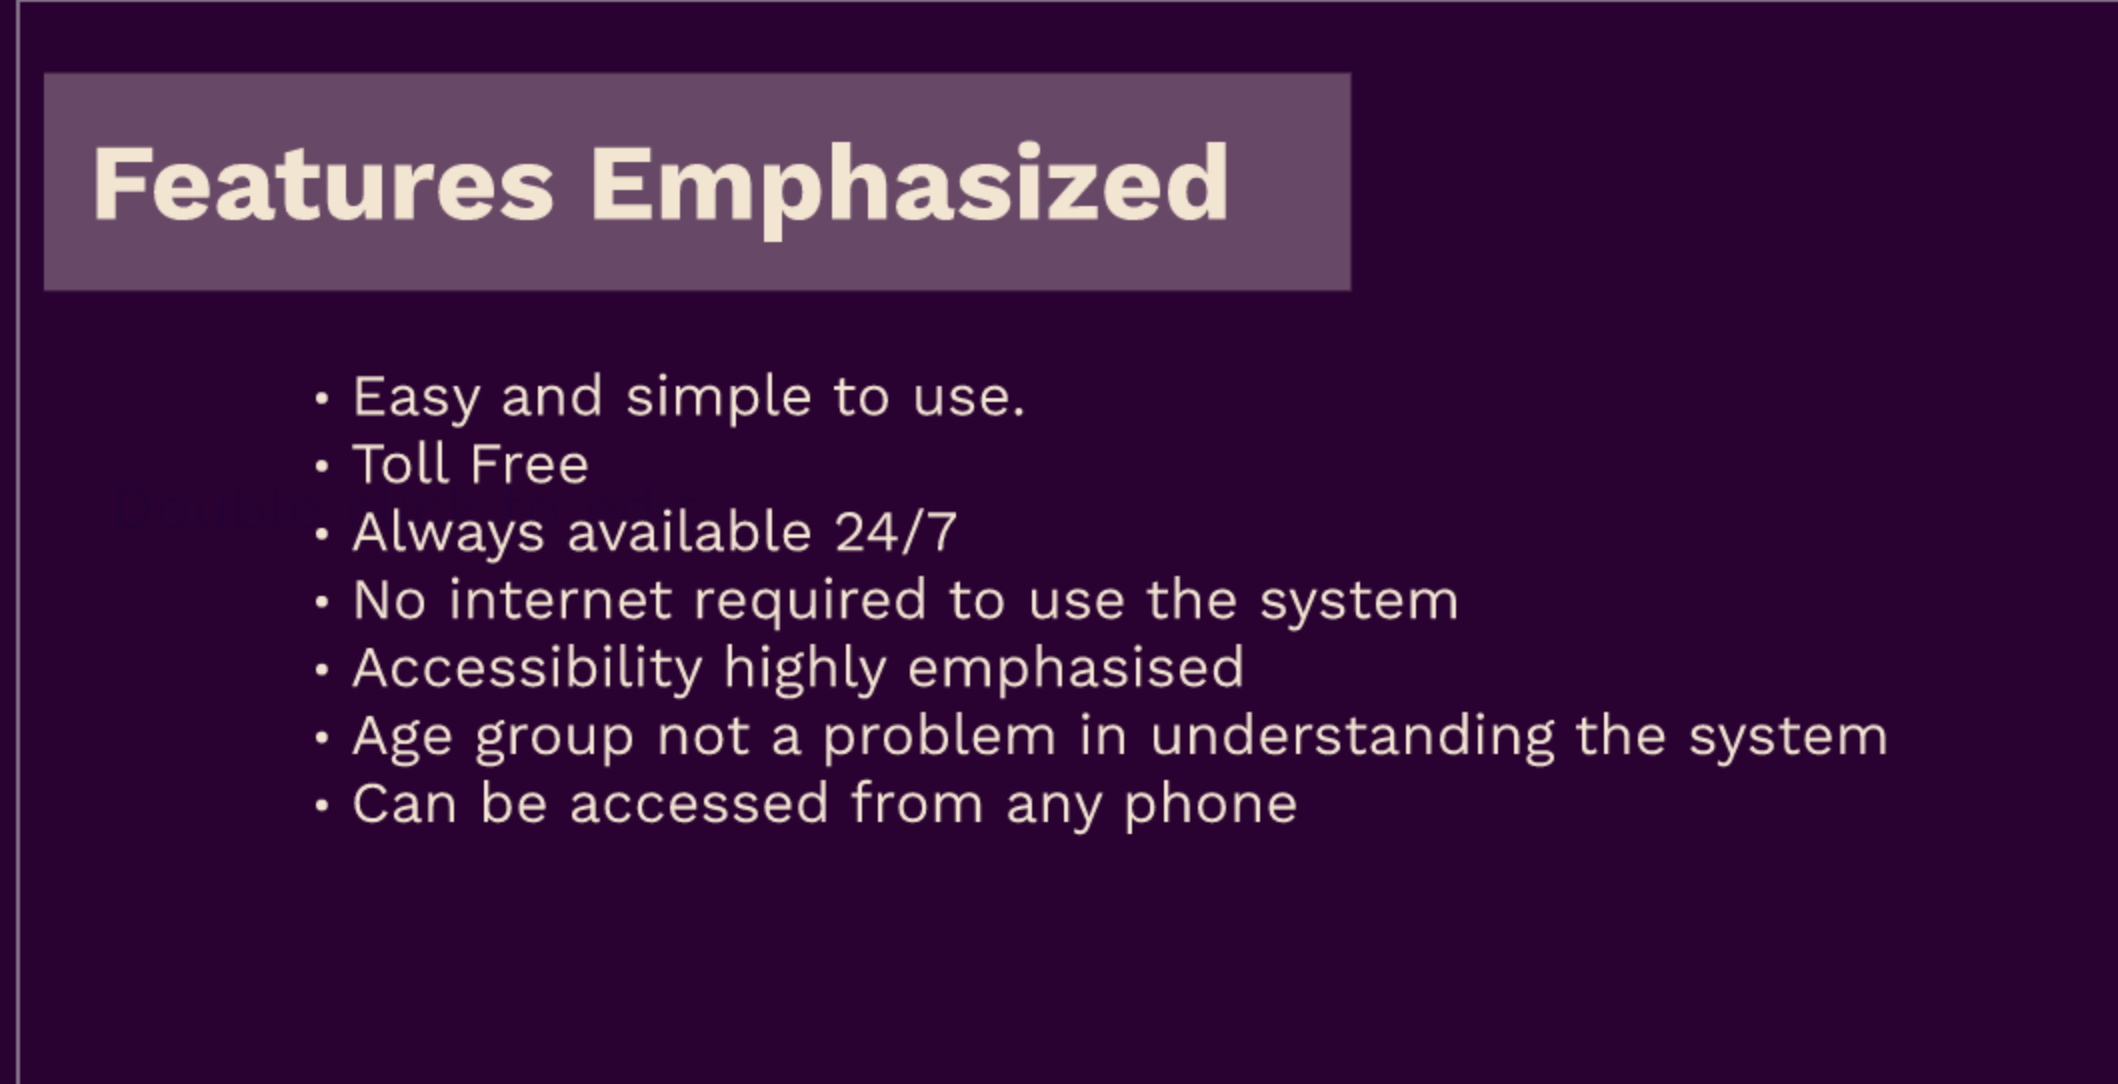 Features Emphasized
• Easy and simple to use.
• Toll Free
• Always available 24/7
• No internet required to use the system
• Accessibility highly emphasised
• Age group not a problem in understanding the system
• Can be accessed from any phone